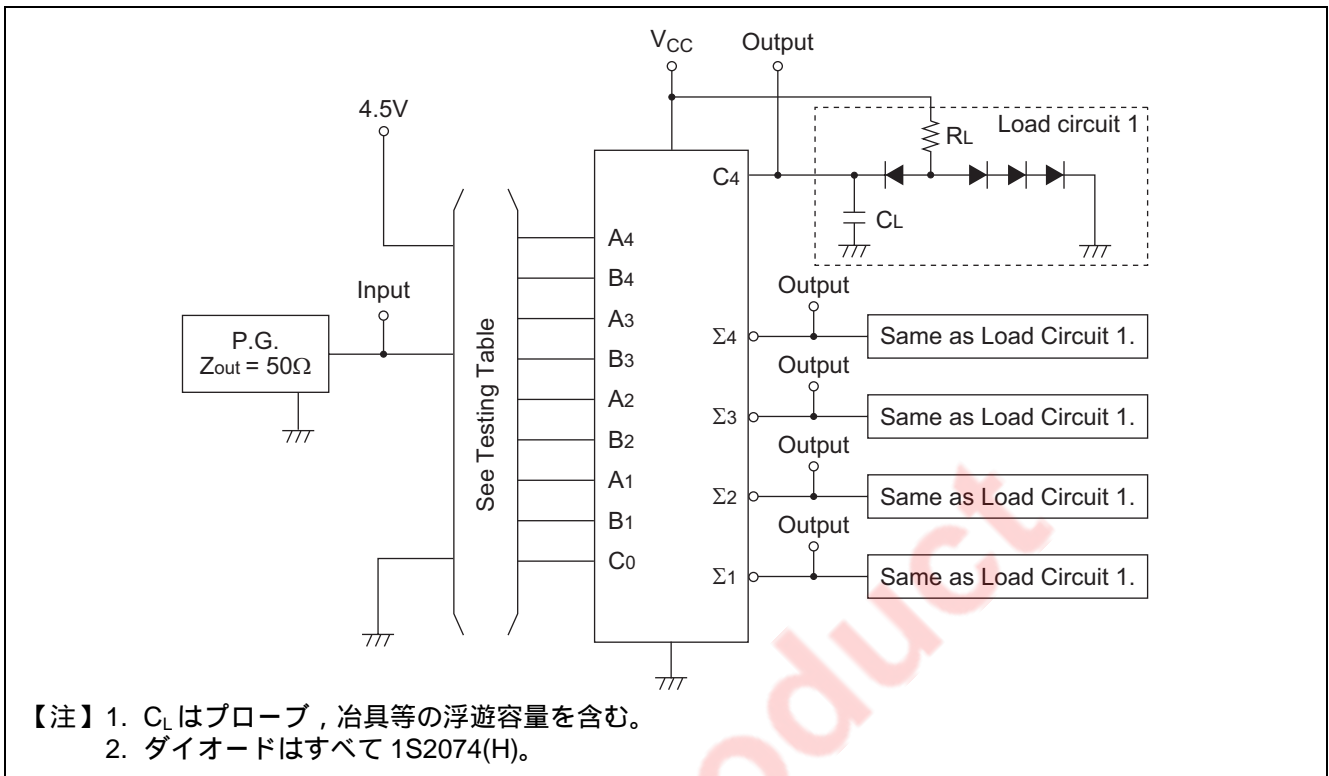 VCC
Output
4.5V
Load circuit 1
RL
C4
CL
A4
B4
Output
Input
A3
Σ4
Same as Load Circuit 1.
P.G.
Zout = 50Ω
B3
Output
See Testing Table
A2
Σ3
Same as Load Circuit 1.
B2
Output
A1
Σ2
Same as Load Circuit 1.
B1
Output
C0
Σ1
Same as Load Circuit 1.
【注】1. CLはプローブ，冶具等の浮遊容量を含む。
2. ダイオードはすべて 1S2074(H)。
oduct